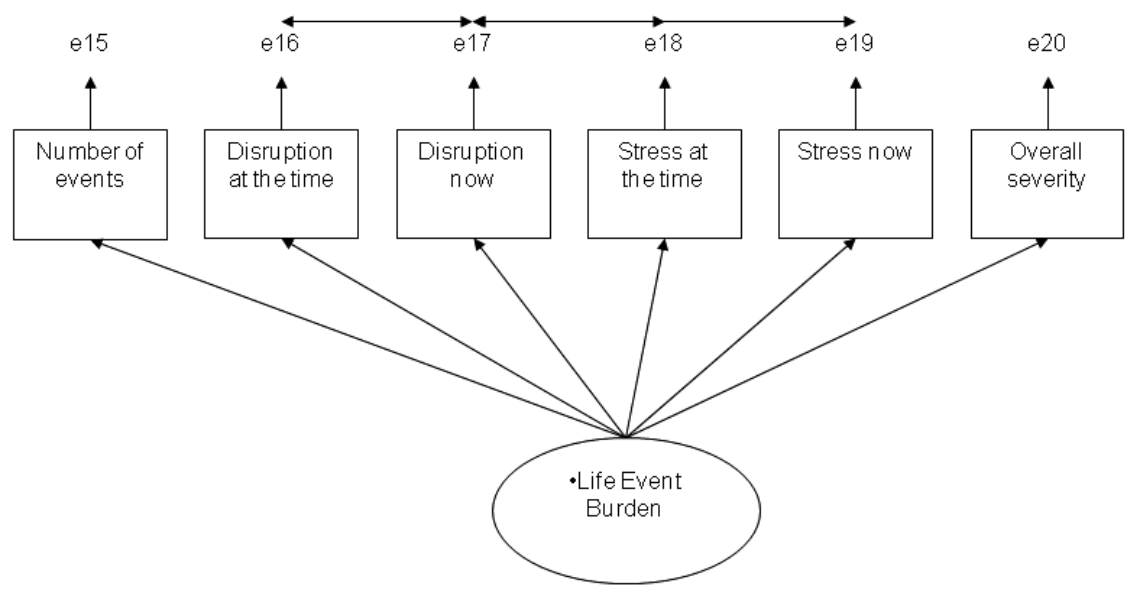 e15 e16 e17 e18 e19 e20
Number of events
Disruption at the time
Disruption now
Stress at the time
Stress now
Overall severity
•Life Event
Burden